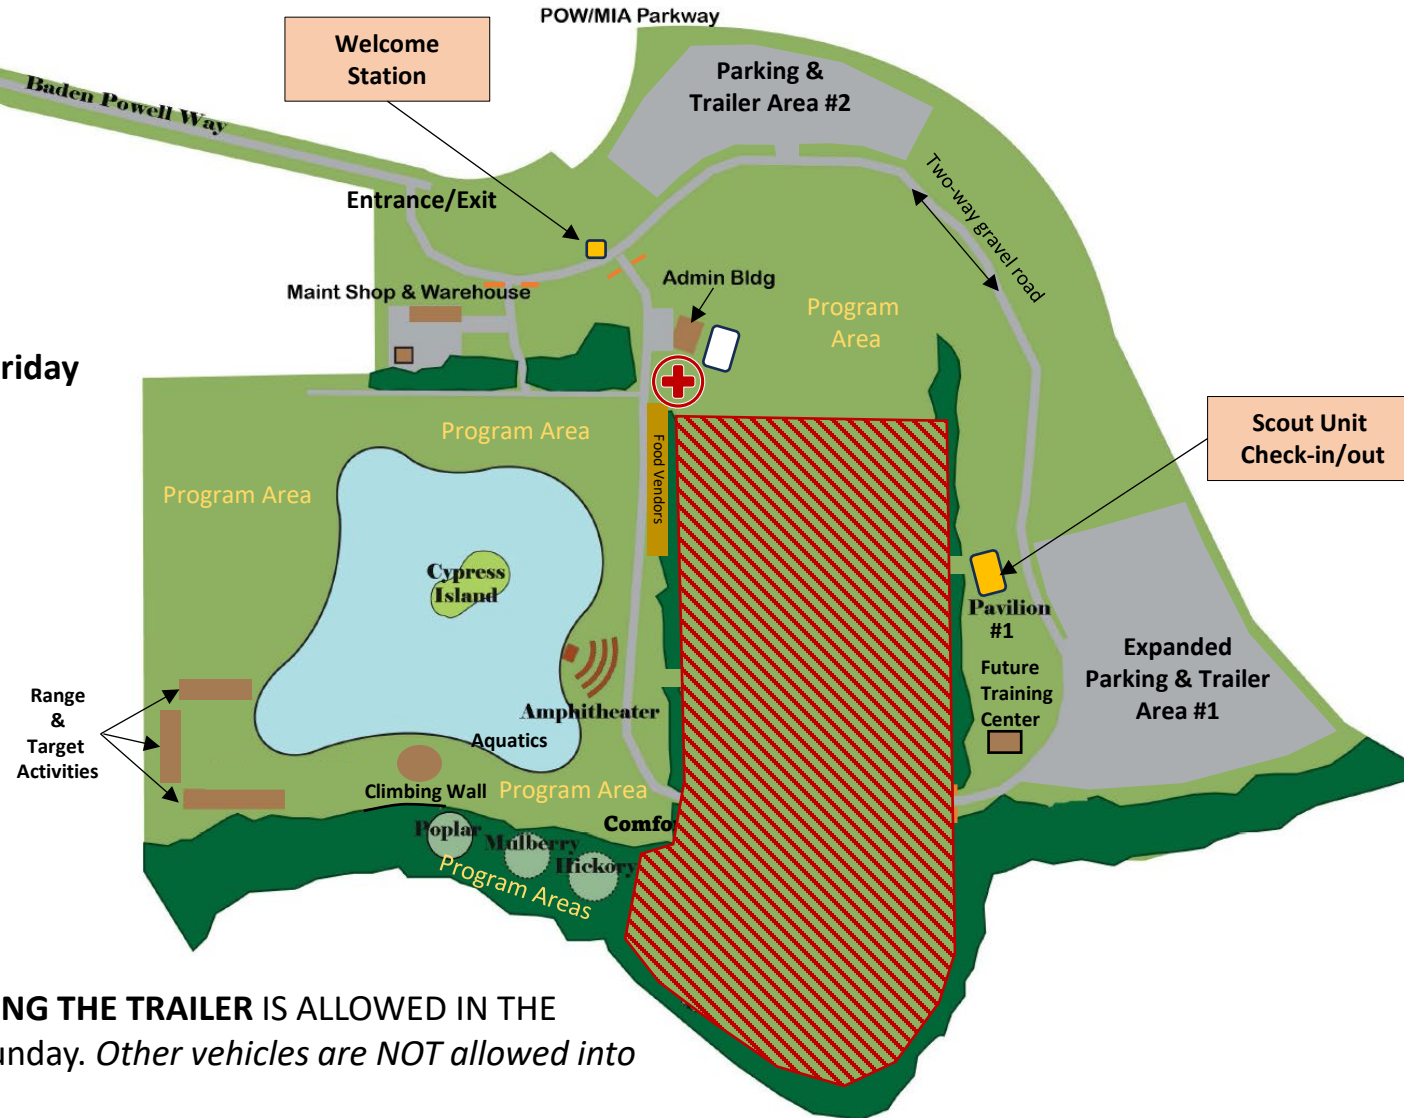 POW/MIA Parkway
Welcome
Station
Parking &
Trailer Area #2
Baden Powell Way
Two-way gravel road
Entrance/Exit
Admin Bldg
Maint Shop & Warehouse
Program
Area
riday
Scout Unit
Check-in/out
Program Area
Food Vendors
Program Area
Cypress
Island
Pavilion
#1
Expanded
Parking & Trailer
Area #1
Future
Training
Center
Range
&
Target
Activities
Amphitheater
Aquatics
Climbing Wall
Program Area
Comfo
Poplar
Mulberry
Hickory
Program Areas
NG THE TRAILER IS ALLOWED IN THE
unday. Other vehicles are NOT allowed into